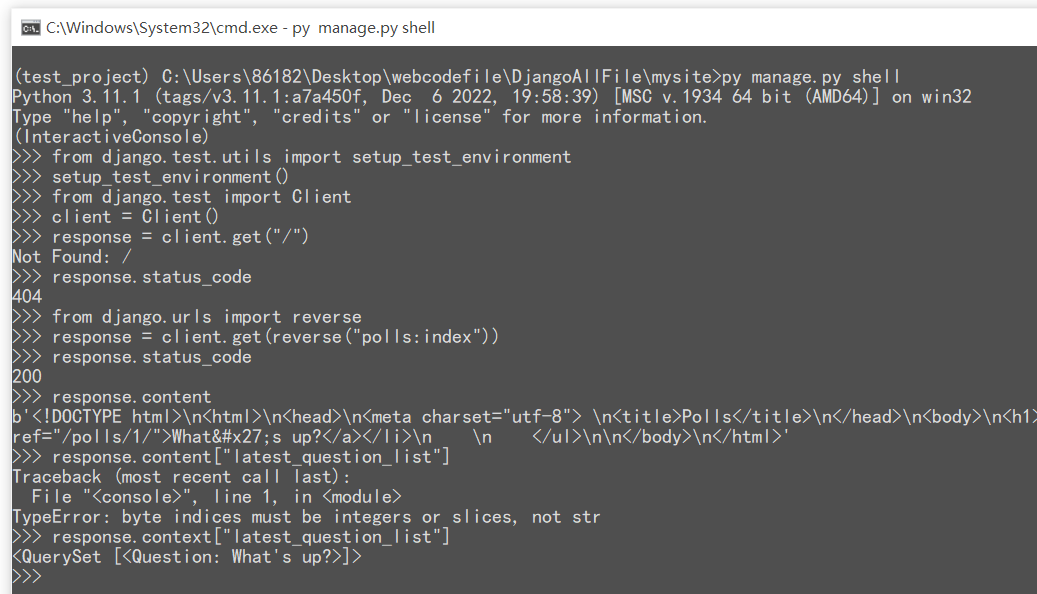 C:\Windows\System32\cmd.exe - py  manage.py shell
(test_project) C:\Users\86182\Desktop\webcodefile\DjangoAllFile\mysite>py manage.py shell
Python 3.11.1 (tags/v3.11.1:a7a450f, Dec  6 2022, 19:58:39) [MSC v.1934 64 bit (AMD64)] on win32
Type "help", "copyright", "credits" or "license" for more information.
(InteractiveConsole)
>>> from django.test.utils import setup_test_environment
>>> setup_test_environment()
>>> from django.test import Client
>>> client = Client()
>>> response = client.get("/")
Not Found: /
>>> response.status_code
404
>>> from django.urls import reverse
>>> response = client.get(reverse("polls:index"))
>>> response.status_code
200
>>> response.content
b'<!DOCTYPE html>\n<html>\n<head>\n<meta charset="utf-8"> \n<title>Polls</title>\n</head>\n<body>\n<h1>
ref="/polls/1/">What&#x27;s up?</a></li>\n    \n    </ul>\n\n</body>\n</html>'
>>> response.content["latest_question_list"]
Traceback (most recent call last):
  File "<console>", line 1, in <module>
TypeError: byte indices must be integers or slices, not str
>>> response.context["latest_question_list"]
<QuerySet [<Question: What's up?>]>
>>>